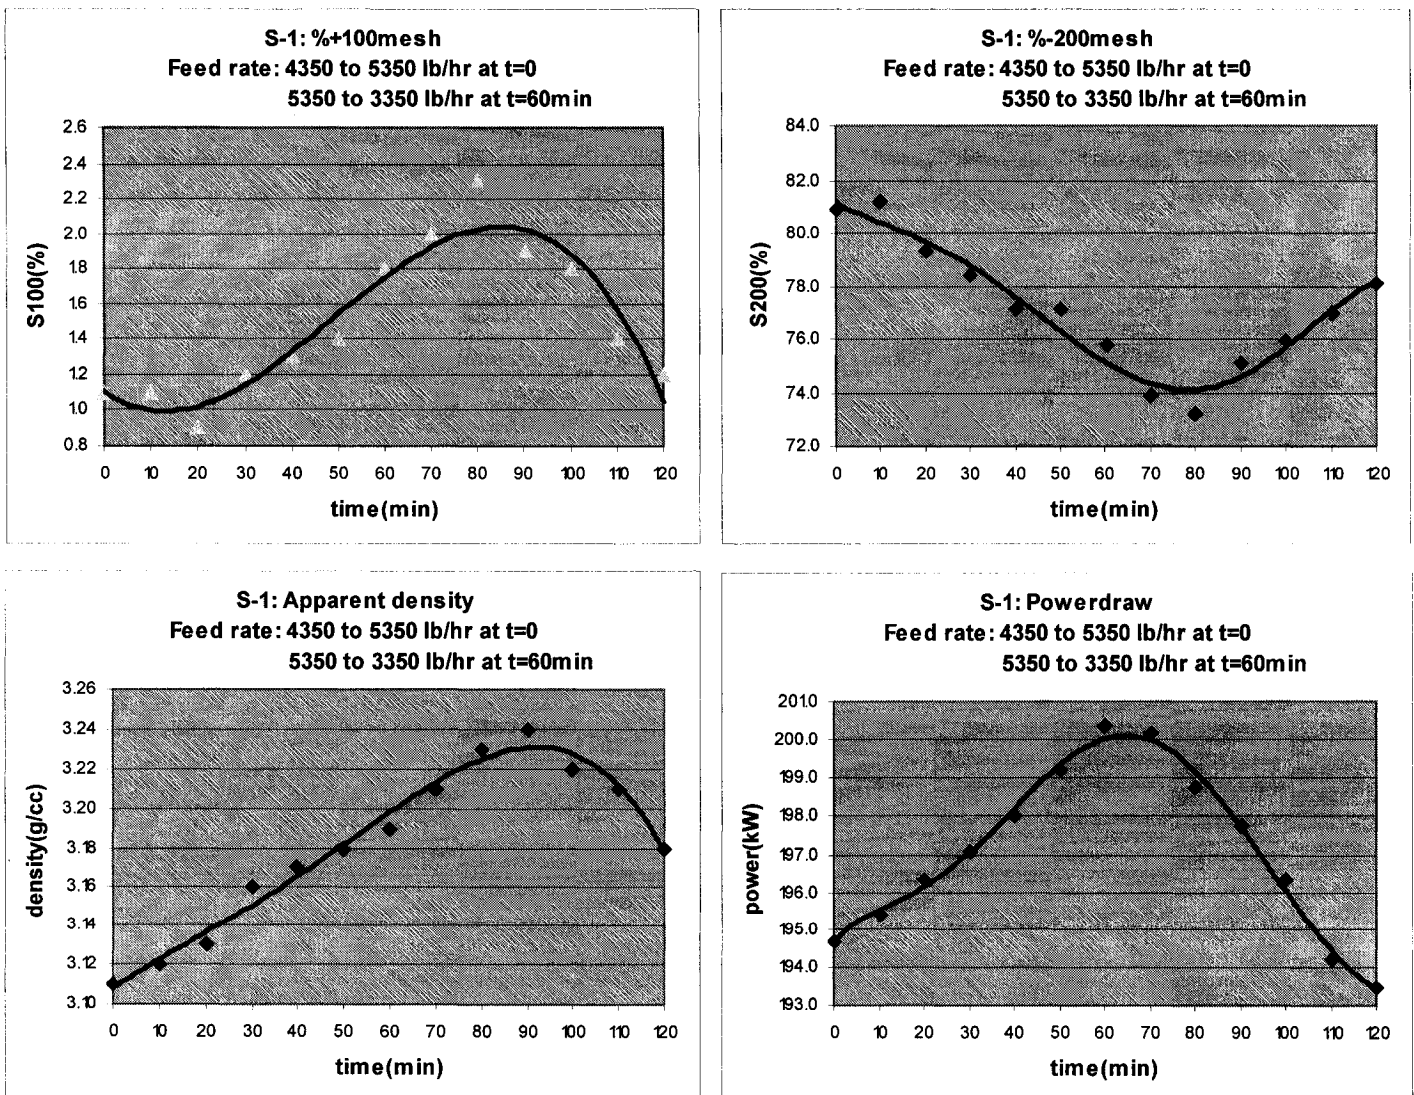 S-1: %+100mesh
Feed rate: 4350 to 5350 lb/hr at t=0
5350 to 3350 lb/hr at t=60min
2.6
2.4
2.2
2.0
1.8
1.6
1.4
1.2
1.0
0.8
S100(%)
0 10 20 30 40 50 60 70 80 90 100 110 120
time(min)
S-1: %-200mesh
Feed rate: 4350 to 5350 lb/hr at t=0
5350 to 3350 lb/hr at t=60min
84.0
82.0
80.0
78.0
76.0
74.0
72.0
S200(%)
0 10 20 30 40 50 60 70 80 90 100 110 120
time(min)
S-1: Apparent density
Feed rate: 4350 to 5350 lb/hr at t=0
5350 to 3350 lb/hr at t=60min
3.26
3.24
3.22
3.20
3.18
3.16
3.14
3.12
3.10
density(g/cc)
0 10 20 30 40 50 60 70 80 90 100 110 120
time(min)
S-1: Powerdraw
Feed rate: 4350 to 5350 lb/hr at t=0
5350 to 3350 lb/hr at t=60min
201.0
200.0
199.0
198.0
197.0
196.0
195.0
194.0
193.0
power(kW)
0 10 20 30 40 50 60 70 80 90 100 110 120
time(min)